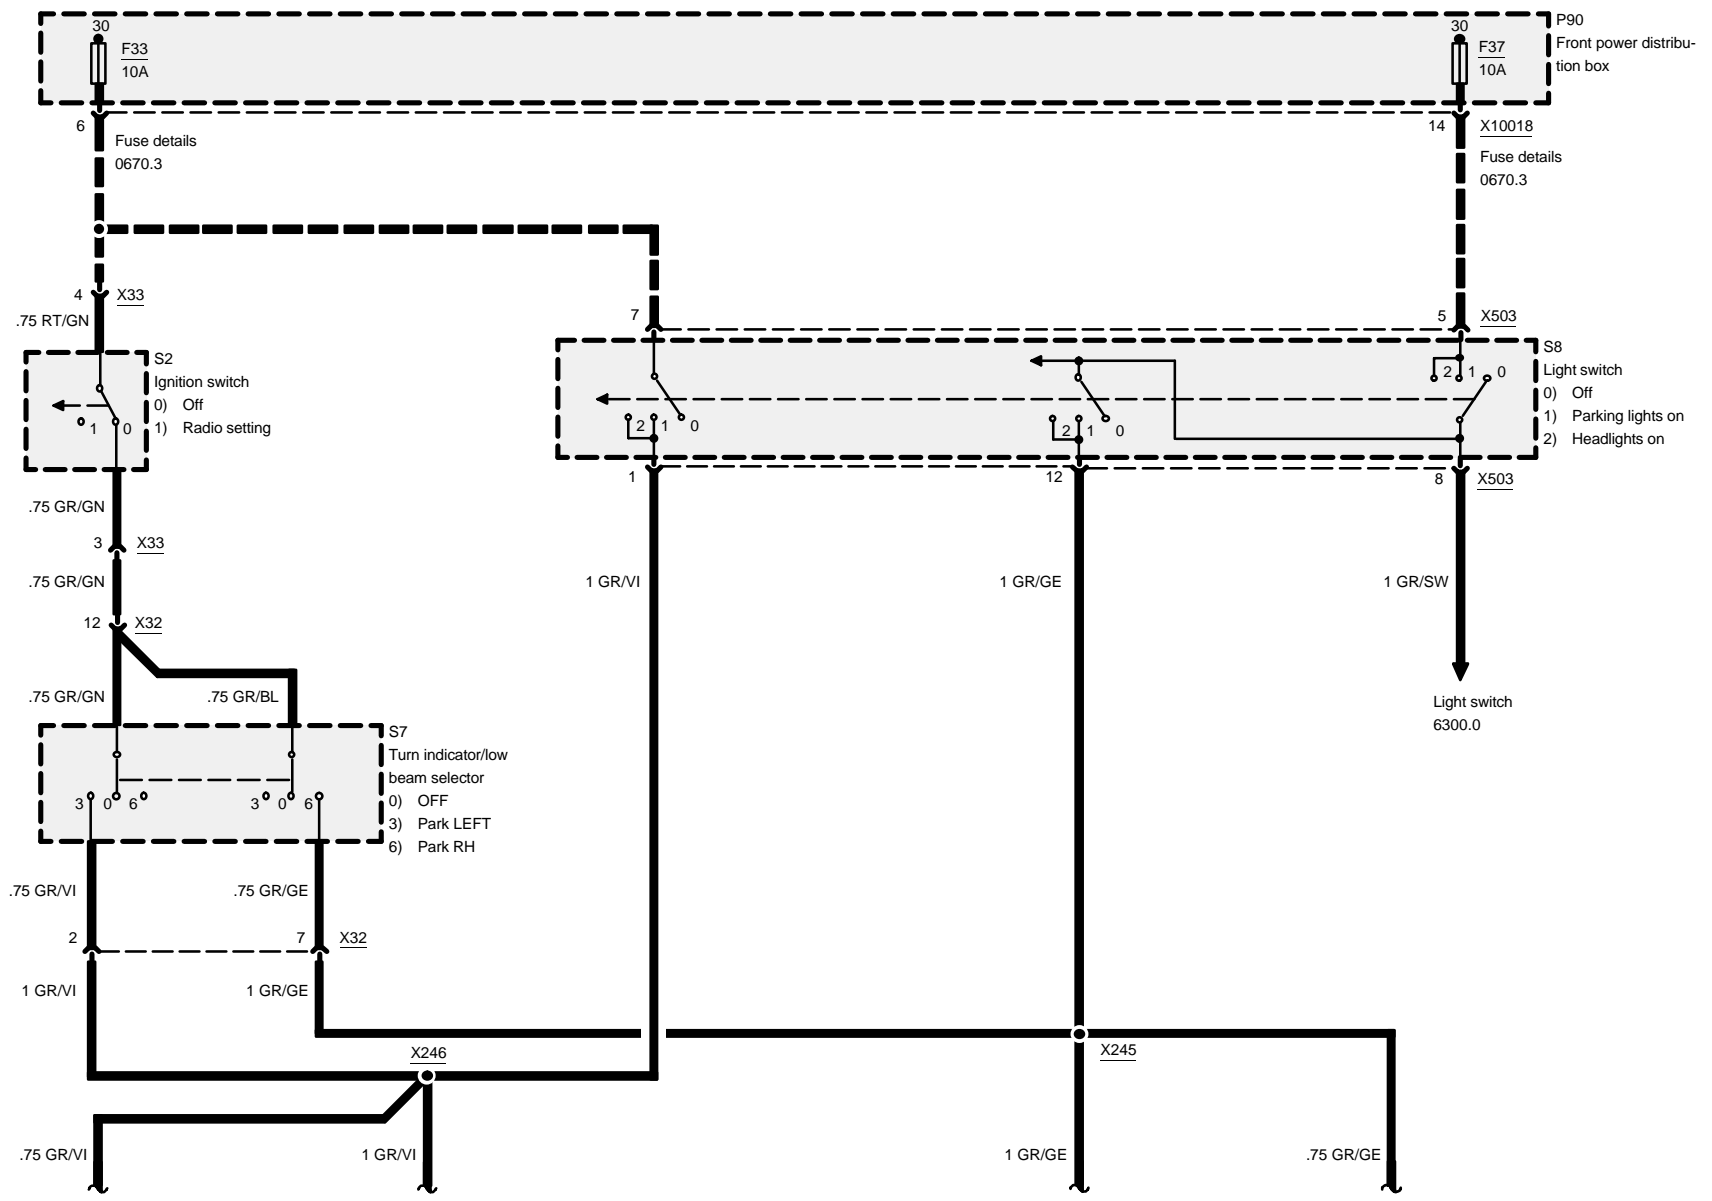 30
F33
10A
30
F37
10A
P90
Front power distribu-
tion box
6
Fuse details
0670.3
14
X10018
Fuse details
0670.3
4
X33
.75 RT/GN
7
5
X503
S2
Ignition switch
0) Off
1) Radio setting
1 0
2 1 0
2 1 0
2 1 0
S8
Light switch
0) Off
1) Parking lights on
2) Headlights on
1
12
8
X503
.75 GR/GN
3
X33
.75 GR/GN
12
X32
.75 GR/GN
.75 GR/BL
1 GR/VI
1 GR/GE
1 GR/SW
Light switch
6300.0
S7
Turn indicator/low
beam selector
0) OFF
3) Park LEFT
6) Park RH
3 0 6
3 0 6
.75 GR/VI
.75 GR/GE
2
7
X32
1 GR/VI
1 GR/GE
X246
X245
.75 GR/VI
1 GR/VI
1 GR/GE
.75 GR/GE